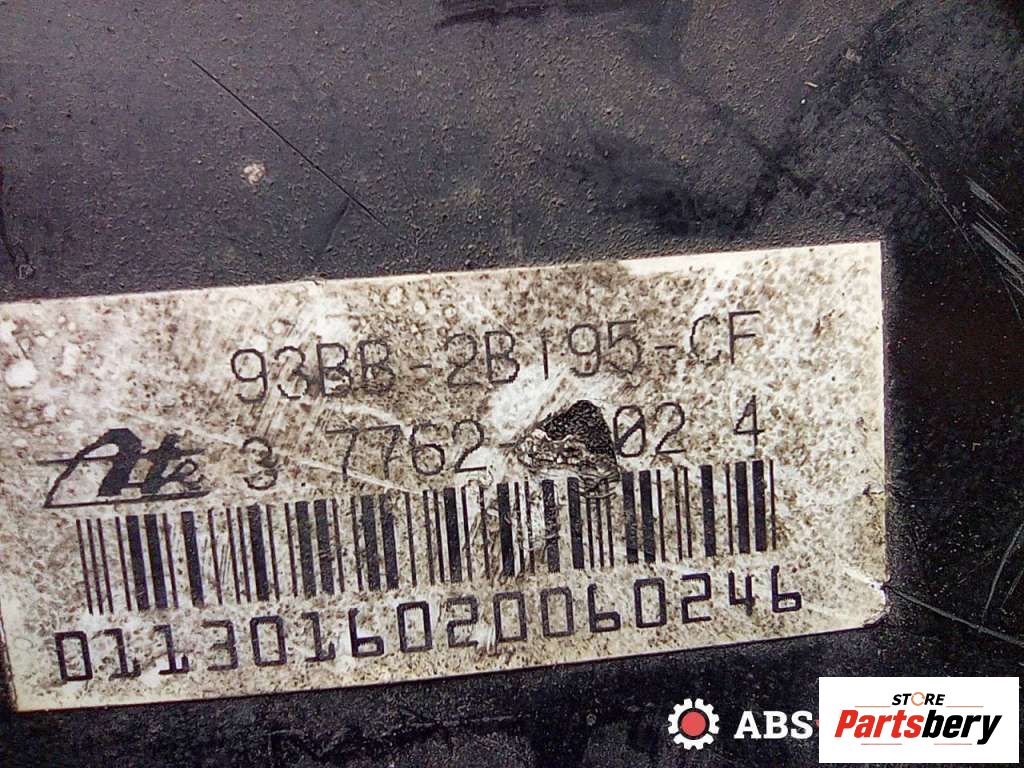 93BB-2B195-CF
Ate 3 7762- 02 4
0113016020060246
ABS
STORE
Partsbery